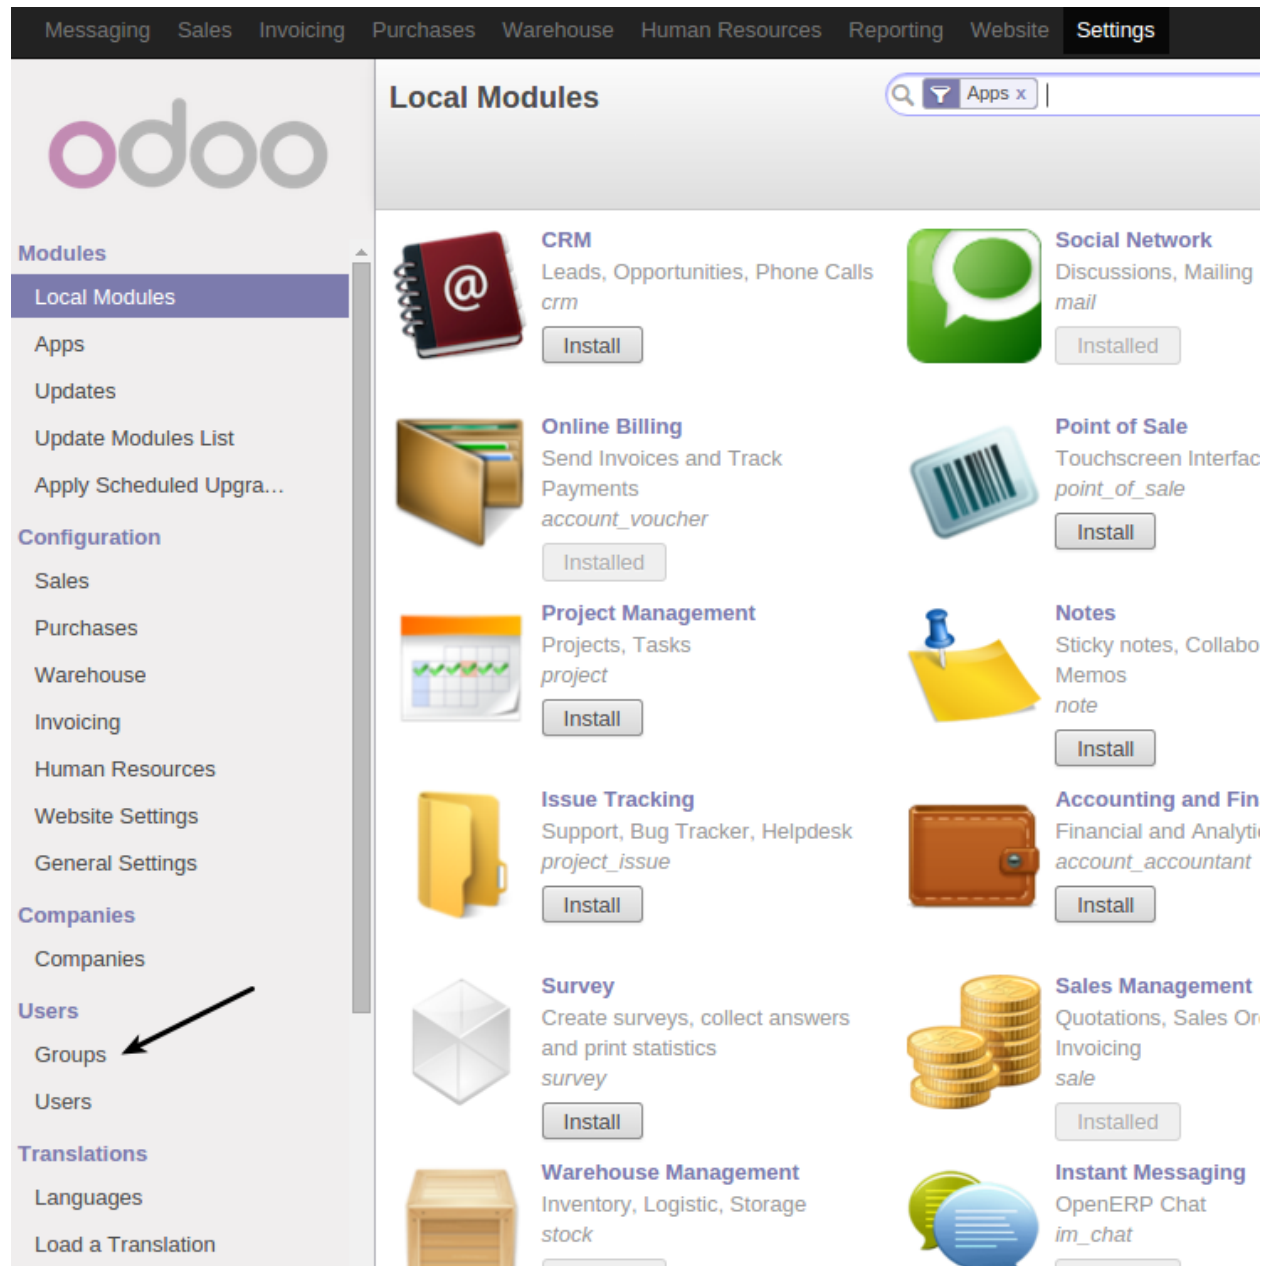 Messaging Sales Invoicing Purchases Warehouse Human Resources Reporting Website Settings
odoo
Local Modules
Apps x
Modules
Local Modules
Apps
Updates
Update Modules List
Apply Scheduled Upgra...
Configuration
Sales
Purchases
Warehouse
Invoicing
Human Resources
Website Settings
General Settings
Companies
Companies
Users
Groups
Users
Translations
Languages
Load a Translation
@
CRM
Leads, Opportunities, Phone Calls
crm
Install
Social Network
Discussions, Mailing
mail
Installed
Online Billing
Send Invoices and Track
Payments
account_voucher
Installed
Point of Sale
Touchscreen Interfac
point_of_sale
Install
Project Management
Projects, Tasks
project
Install
Notes
Sticky notes, Collabo
Memos
note
Install
Issue Tracking
Support, Bug Tracker, Helpdesk
project_issue
Install
Accounting and Fin
Financial and Analyti
account_accountant
Install
Survey
Create surveys, collect answers
and print statistics
survey
Install
Sales Management
Quotations, Sales Or
Invoicing
sale
Installed
Warehouse Management
Inventory, Logistic, Storage
stock
Instant Messaging
OpenERP Chat
im_chat